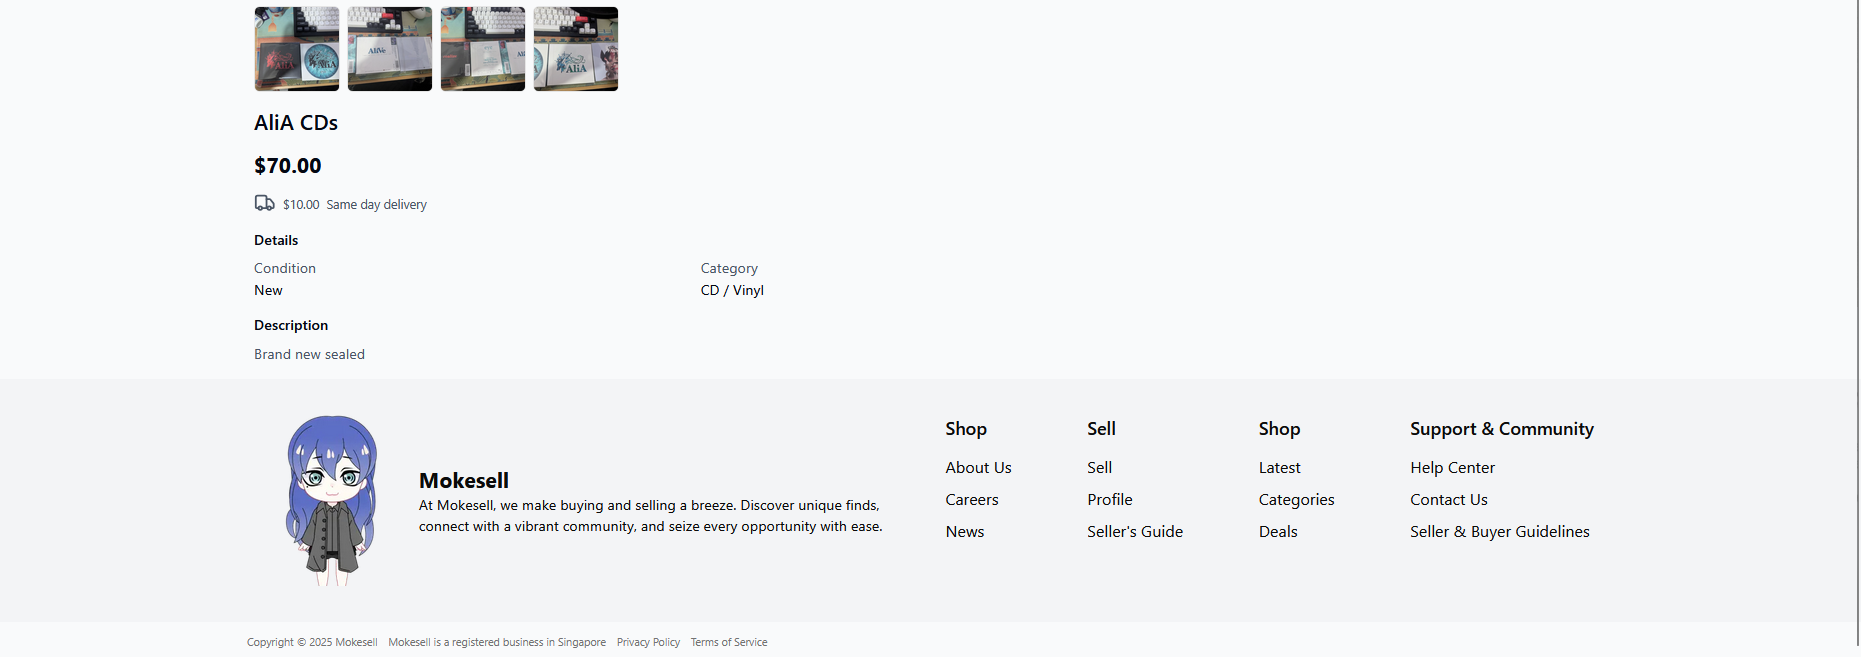 AliA
AliA
AliVe
AliA
AliA CDs
$70.00
$10.00 Same day delivery
Details
Condition
Category
New
CD / Vinyl
Description
Brand new sealed
Mokesell
At Mokesell, we make buying and selling a breeze. Discover unique finds,
connect with a vibrant community, and seize every opportunity with ease.
Shop
About Us
Careers
News
Sell
Sell
Profile
Seller's Guide
Shop
Latest
Categories
Deals
Support & Community
Help Center
Contact Us
Seller & Buyer Guidelines
Copyright © 2025 Mokesell Mokesell is a registered business in Singapore Privacy Policy Terms of Service